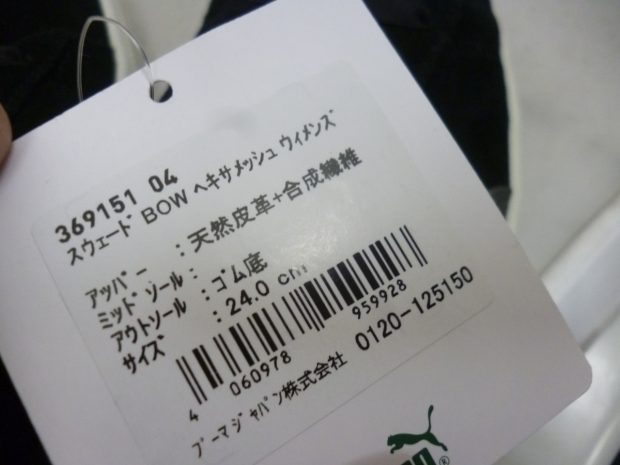 369151 04
スウェード BOW ヘキサメッシュ ウィメンズ
アッパー : 天然皮革+合成繊維
ミッドソール :
アウトソール : ゴム底
サイズ : 24.0 cm
4 060978 959928
プーマジャパン株式会社 0120-125150